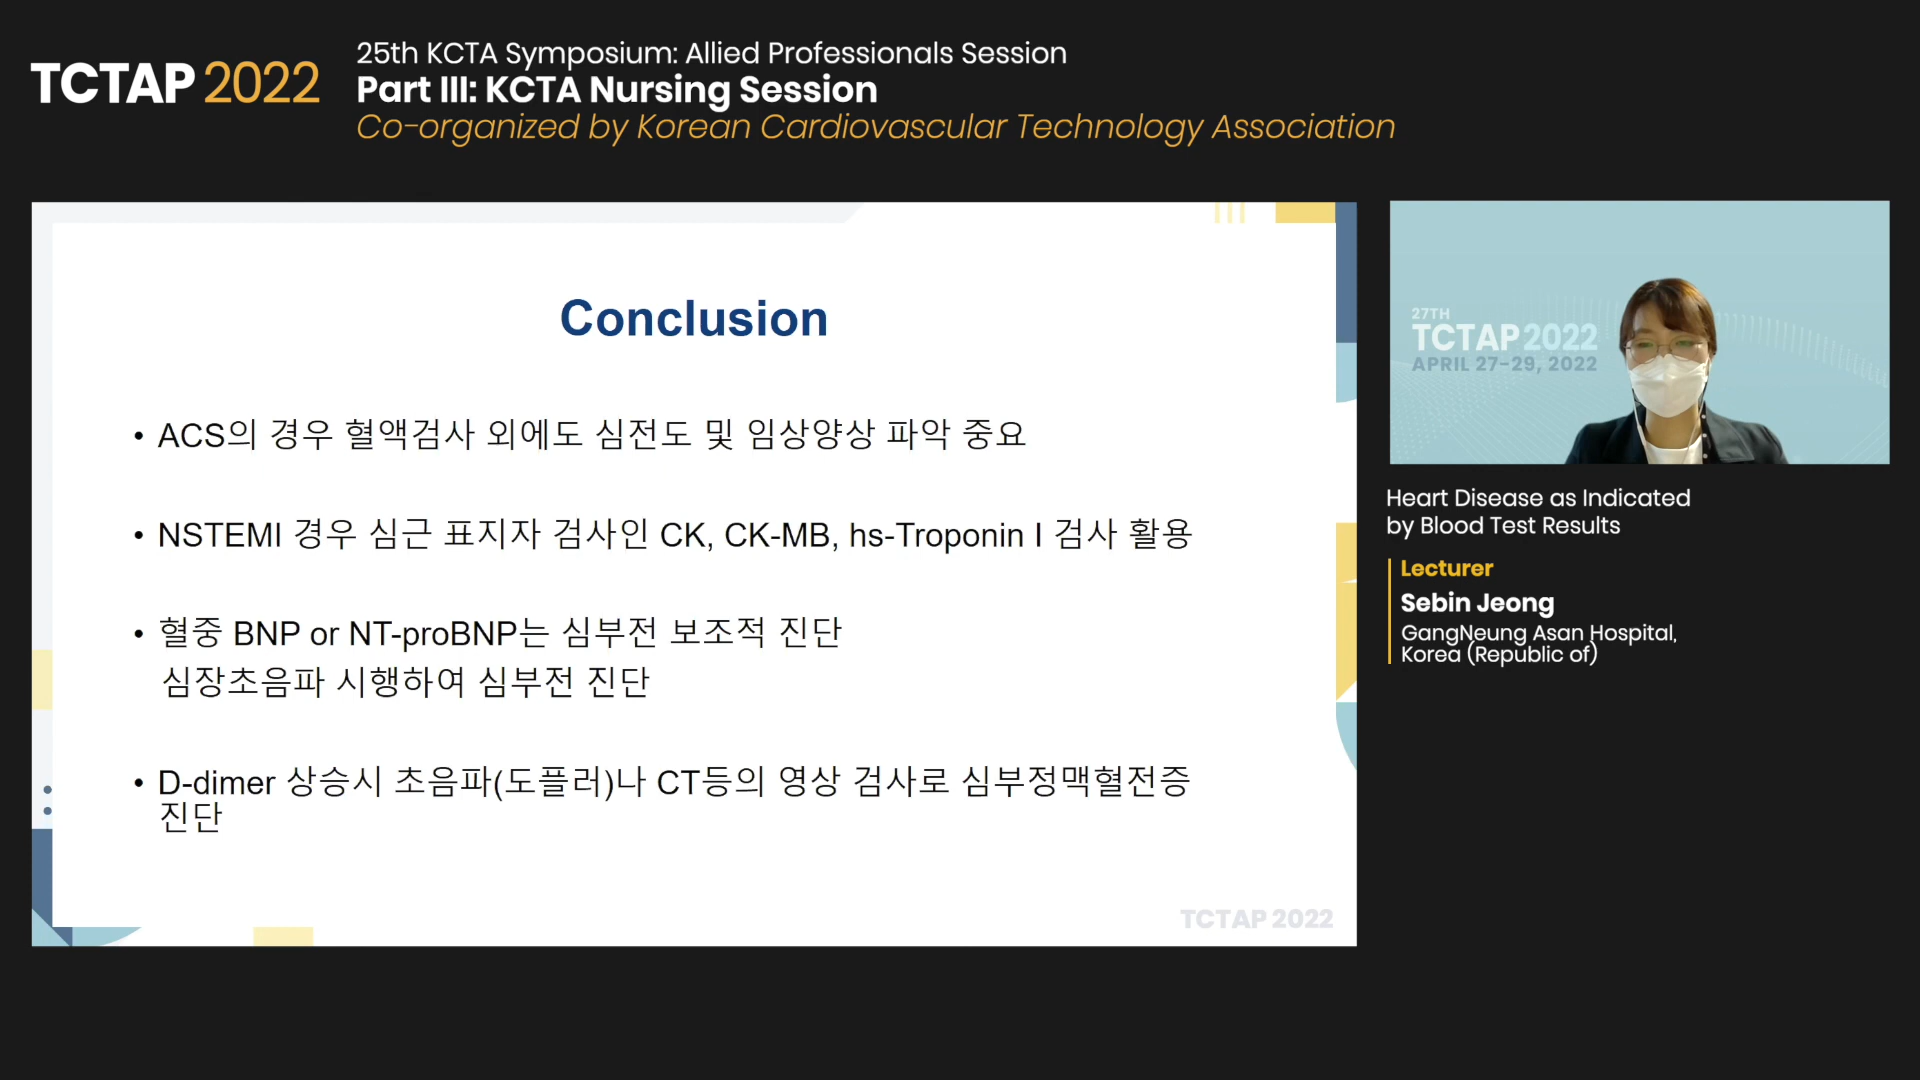 TCTAP 2022
25th KCTA Symposium: Allied Professionals Session
Part III: KCTA Nursing Session
Co-organized by Korean Cardiovascular Technology Association
Conclusion
• ACS의 경우 혈액검사 외에도 심전도 및 임상양상 파악 중요
• NSTEMI 경우 심근 표지자 검사인 CK, CK-MB, hs-Troponin I 검사 활용
• 혈중 BNP or NT-proBNP는 심부전 보조적 진단
심장초음파 시행하여 심부전 진단
• D-dimer 상승시 초음파(도플러)나 CT등의 영상 검사로 심부정맥혈전증
진단
TCTAP 2022
27TH
TCTAP 2022
APRIL 27-29, 2022
Heart Disease as Indicated
by Blood Test Results
Lecturer
Sebin Jeong
GangNeung Asan Hospital,
Korea (Republic of)